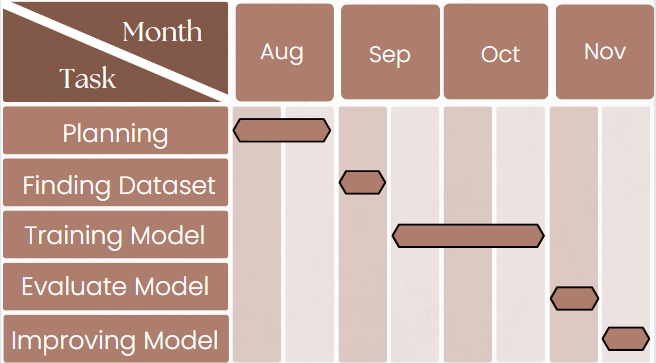 Month
Task
Aug
Sep
Oct
Nov
Planning
Finding Dataset
Training Model
Evaluate Model
Improving Model